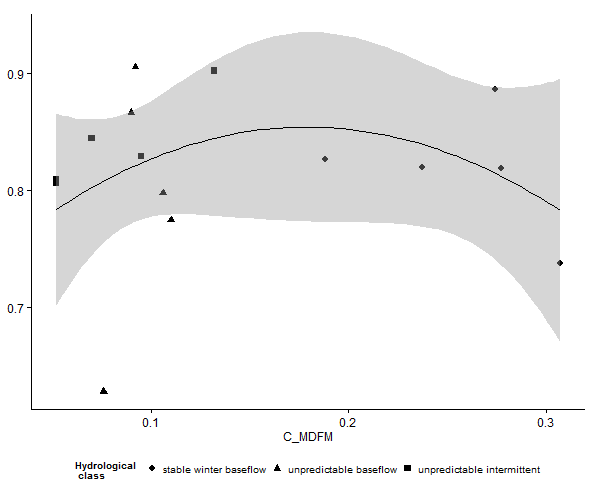 0.9
0.8
0.7
0.1 0.2 0.3
C_MDFM
Hydrological
class
stable winter baseflow unpredictable baseflow unpredictable intermittent